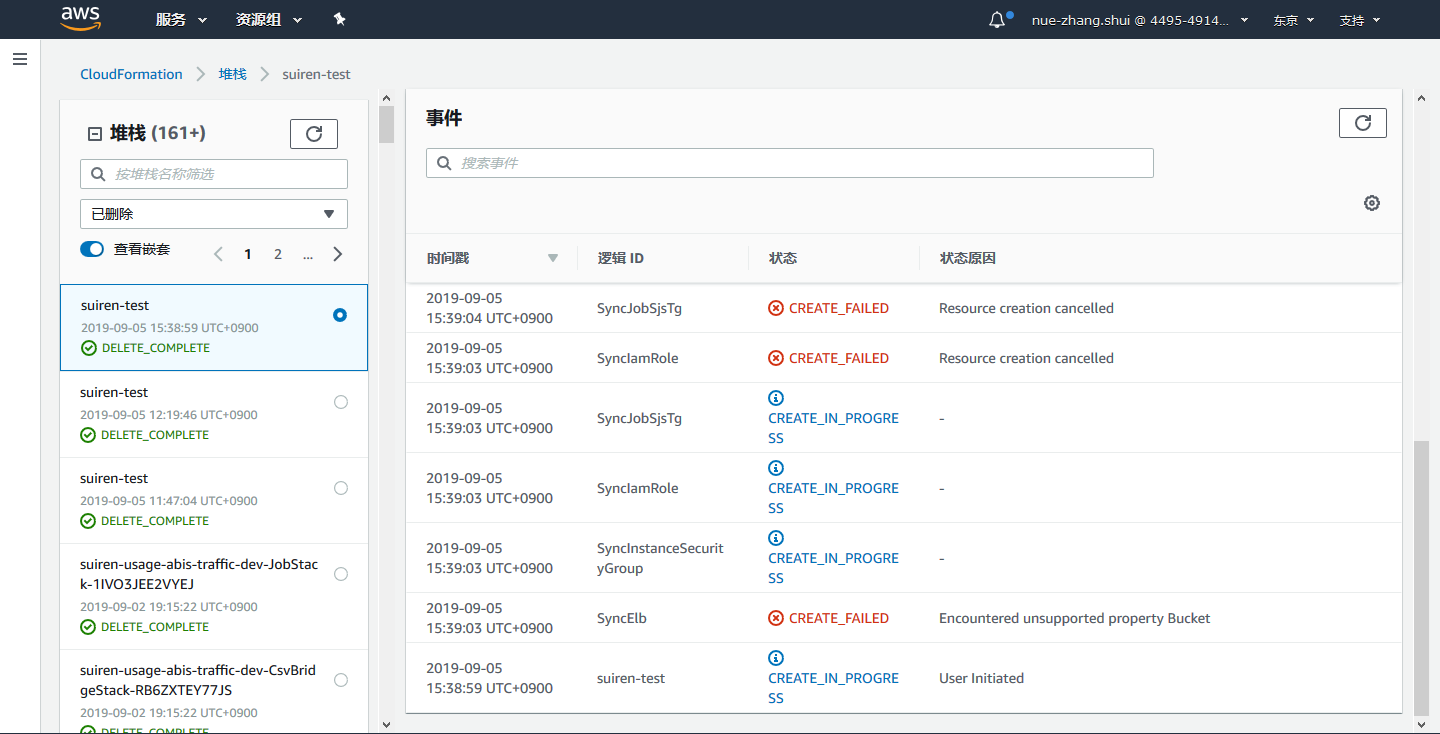 aws
服务
资源组
nue-zhang.shui @ 4495-4914...
东京
支持
CloudFormation
堆栈
suiren-test
堆栈 (161+)
按堆栈名称筛选
已删除
查看嵌套
1 2 ...
suiren-test
2019-09-05 15:38:59 UTC+0900
DELETE_COMPLETE
suiren-test
2019-09-05 12:19:46 UTC+0900
DELETE_COMPLETE
suiren-test
2019-09-05 11:47:04 UTC+0900
DELETE_COMPLETE
suiren-usage-abis-traffic-dev-JobStac
k-1IVO3JEE2VYEJ
2019-09-02 19:15:22 UTC+0900
DELETE_COMPLETE
suiren-usage-abis-traffic-dev-CsvBrid
geStack-RB6ZXTEY77JS
2019-09-02 19:15:22 UTC+0900
DELETE_COMPLETE
事件
搜索事件
时间戳 逻辑 ID 状态 状态原因
2019-09-05
15:39:04 UTC+0900
SyncJobSjsTg
CREATE_FAILED
Resource creation cancelled
2019-09-05
15:39:03 UTC+0900
SyncIamRole
CREATE_FAILED
Resource creation cancelled
2019-09-05
15:39:03 UTC+0900
SyncJobSjsTg
CREATE_IN_PROGRE
SS
-
2019-09-05
15:39:03 UTC+0900
SyncIamRole
CREATE_IN_PROGRE
SS
-
2019-09-05
15:39:03 UTC+0900
SyncInstanceSecurit
yGroup
CREATE_IN_PROGRE
SS
-
2019-09-05
15:39:03 UTC+0900
SyncElb
CREATE_FAILED
Encountered unsupported property Bucket
2019-09-05
15:38:59 UTC+0900
suiren-test
CREATE_IN_PROGRE
SS
User Initiated